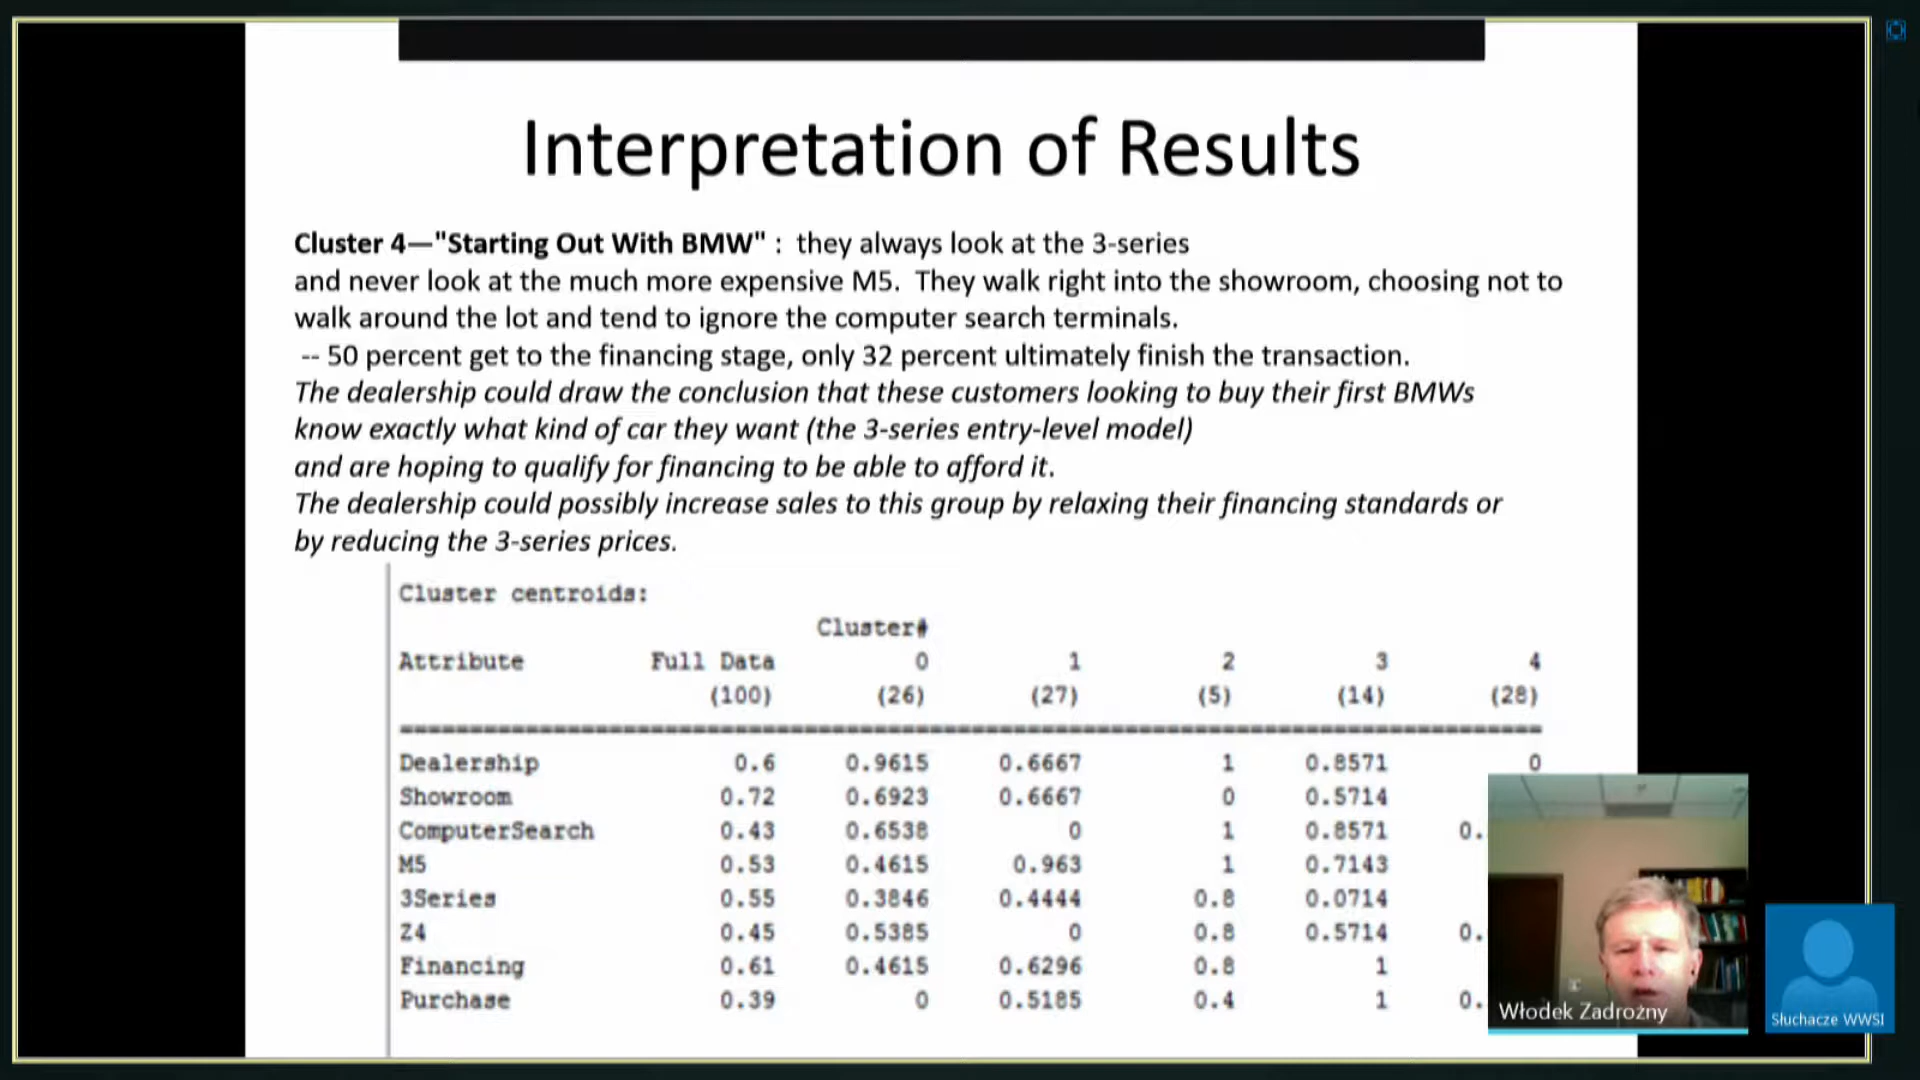 Interpretation of Results
Cluster 4—"Starting Out With BMW" : they always look at the 3-series
and never look at the much more expensive M5. They walk right into the showroom, choosing not to
walk around the lot and tend to ignore the computer search terminals.
-- 50 percent get to the financing stage, only 32 percent ultimately finish the transaction.
The dealership could draw the conclusion that these customers looking to buy their first BMWs
know exactly what kind of car they want (the 3-series entry-level model)
and are hoping to qualify for financing to be able to afford it.
The dealership could possibly increase sales to this group by relaxing their financing standards or
by reducing the 3-series prices.
Cluster centroids:
Cluster#
Attribute Full Data 0 1 2 3 4
(100) (26) (27) (5) (14) (28)
Dealership 0.6 0.9615 0.6667 1 0.8571 0
Showroom 0.72 0.6923 0.6667 0 0.5714
ComputerSearch 0.43 0.6538 0 1 0.8571 0.
M5 0.53 0.4615 0.963 1 0.7143
3Series 0.55 0.3846 0.4444 0.8 0.0714
Z4 0.45 0.5385 0 0.8 0.5714 0.
Financing 0.61 0.4615 0.6296 0.8 1
Purchase 0.39 0 0.5185 0.4 1 0.
Włodek Zadrożny
Słuchacze WWSI